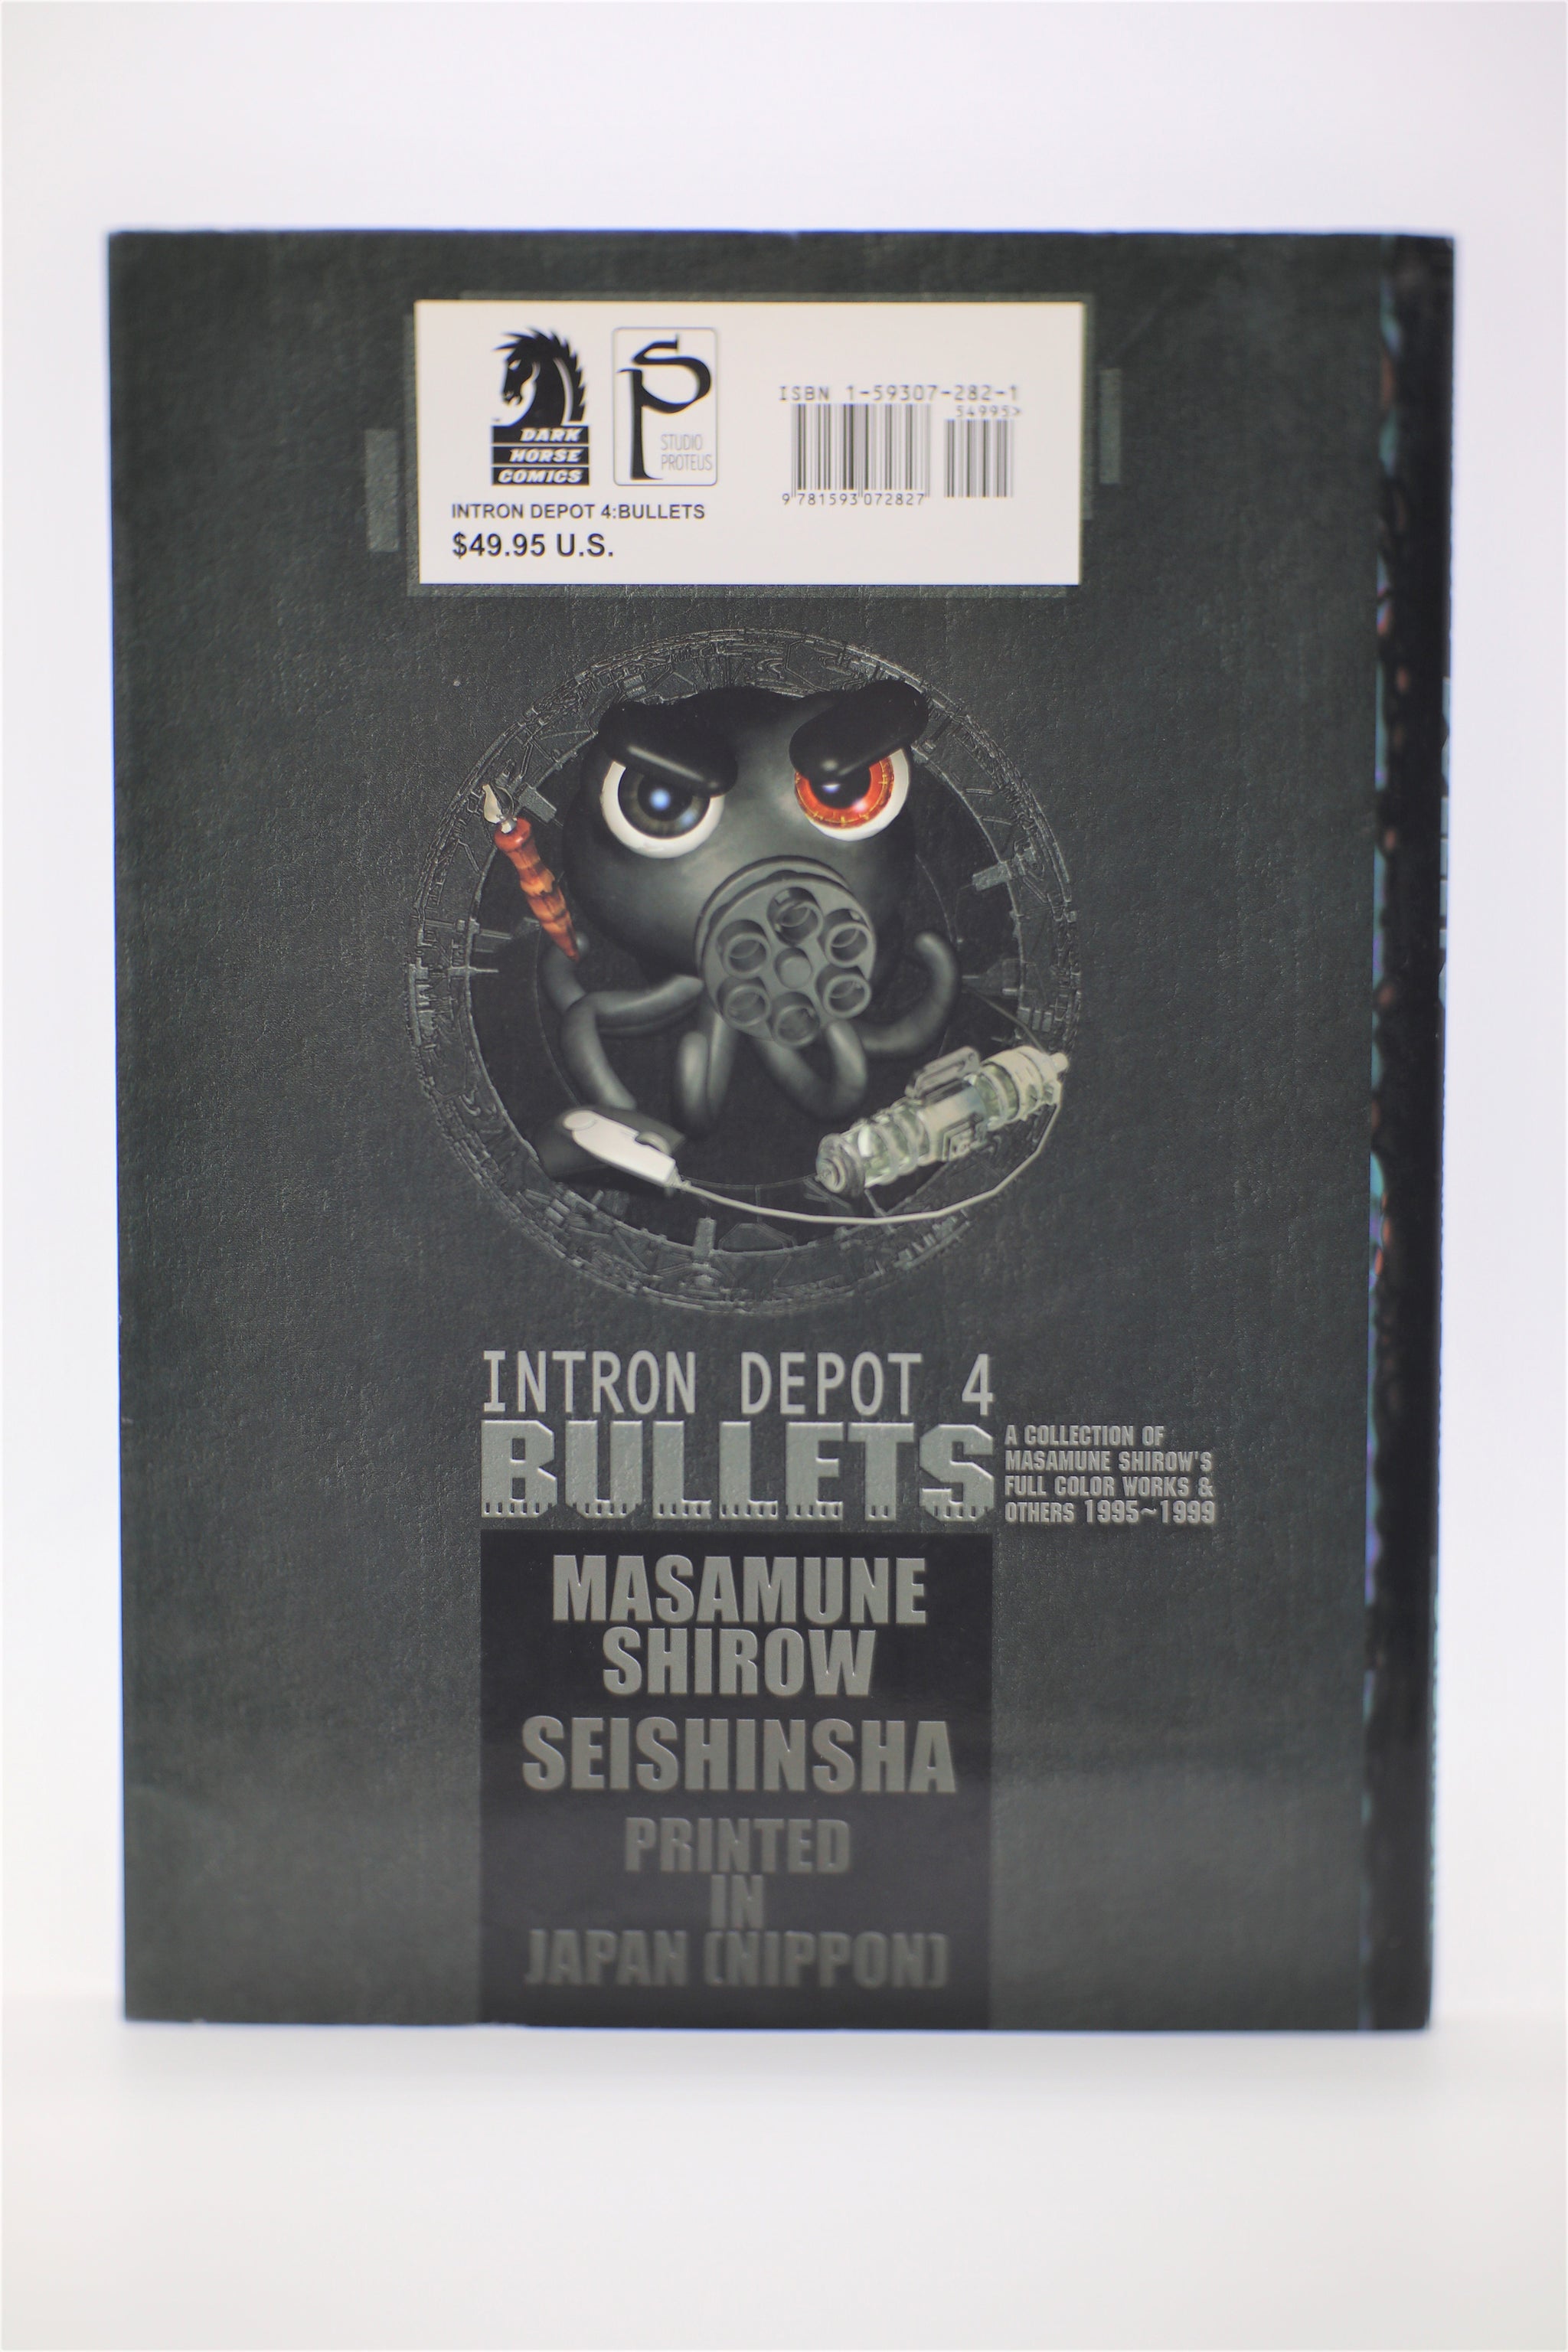 DARK
HORSE
COMICS
STUDIO
PROTEUS
ISBN 1-59307-282-1
54995>
9 781593 072827
INTRON DEPOT 4:BULLETS
$49.95 U.S.
INTRON DEPOT 4
BULLETS
A COLLECTION OF
MASAMUNE SHIROW'S
FULL COLOR WORKS &
OTHERS 1995~1999
MASAMUNE
SHIROW
SEISHINSHA
PRINTED
IN
JAPAN (NIPPON)